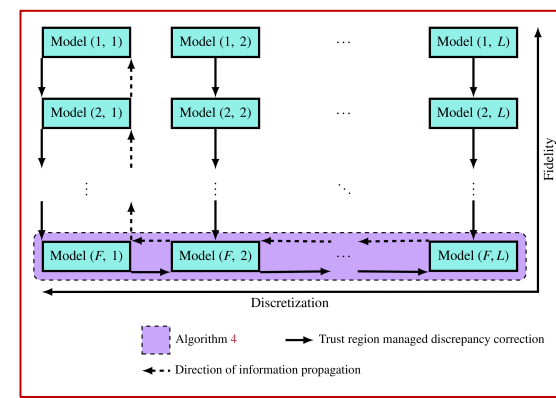 Model (1, 1) Model (1, 2) ... Model (1, L)
Model (2, 1) Model (2, 2) ... Model (2, L)
Fidelity
Model (F, 1) Model (F, 2) ... Model (F, L)
Discretization
Algorithm 4 Trust region managed discrepancy correction
Direction of information propagation